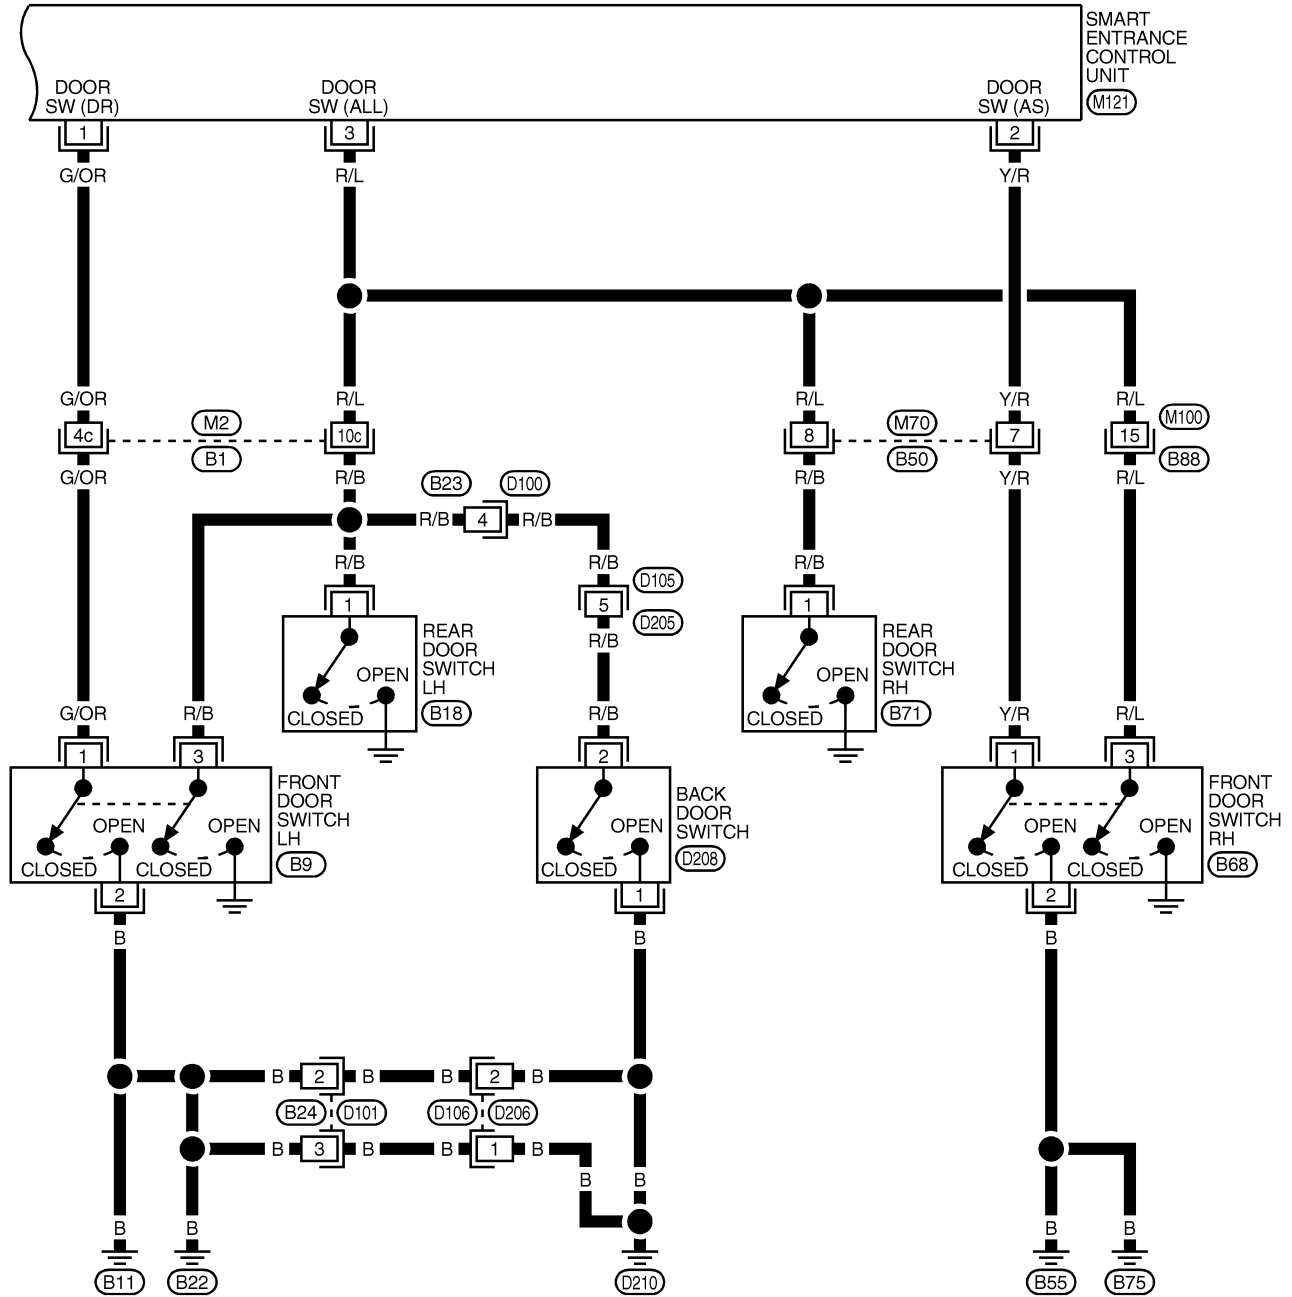 SMART
ENTRANCE
CONTROL
UNIT
M121
DOOR
SW (DR)
DOOR
SW (ALL)
DOOR
SW (AS)
1
3
2
G/OR
R/L
Y/R
G/OR
R/L
R/L
Y/R
R/L
4c
M2
B1
10c
8
M70
B50
7
15
M100
B88
G/OR
R/B
R/B
Y/R
R/L
B23
D100
R/B
4
R/B
R/B
R/B
R/B
1
5
D105
D205
1
R/B
REAR
DOOR
SWITCH
LH
B18
OPEN
CLOSED
REAR
DOOR
SWITCH
RH
B71
OPEN
CLOSED
G/OR
R/B
R/B
Y/R
R/L
1
3
2
1
3
FRONT
DOOR
SWITCH
LH
B9
OPEN
CLOSED
OPEN
CLOSED
BACK
DOOR
SWITCH
D208
OPEN
CLOSED
FRONT
DOOR
SWITCH
RH
B68
OPEN
CLOSED
OPEN
CLOSED
2
1
2
B
B
B
B
2
B
B
2
B
B24
D101
D106
D206
B
3
B
B
1
B
B
B
B
B
B
B
B11
B22
D210
B55
B75